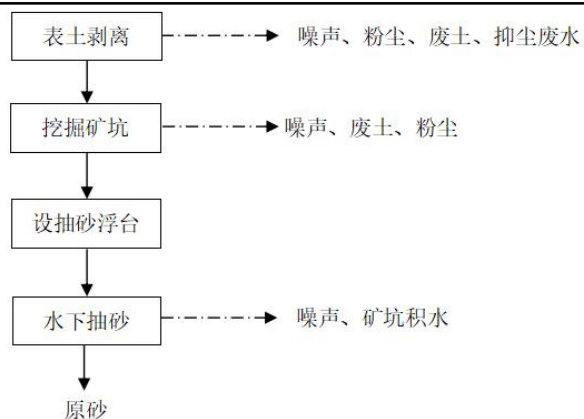 表土剥离
噪声、粉尘、废土、抑尘废水
挖掘矿坑
噪声、废土、粉尘
设抽砂浮台
水下抽砂
噪声、矿坑积水
原砂